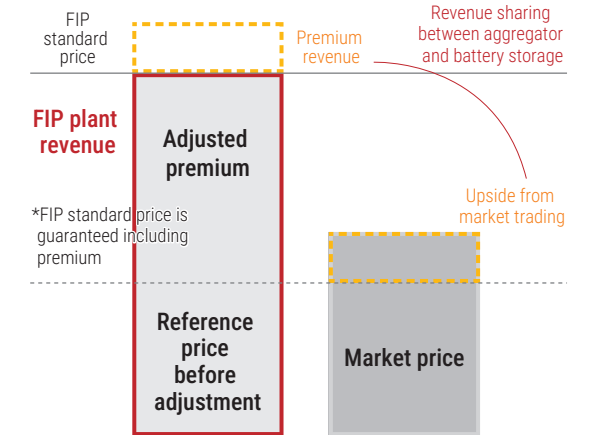 FIP
standard
price
Premium
revenue
Revenue sharing
between aggregator
and battery storage
FIP plant
revenue
Adjusted
premium
*FIP standard price is
guaranteed including
premium
Upside from
market trading
Reference
price
before
adjustment
Market price